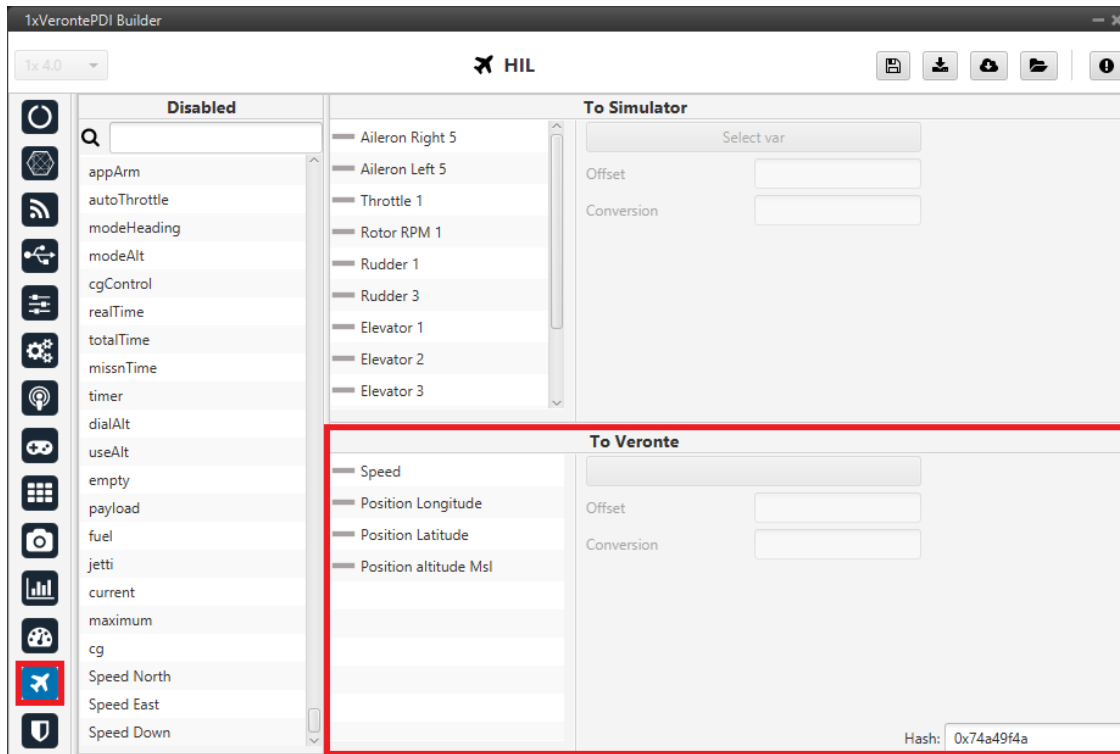 1xVerontePDI Builder
1x 4.0
HIL
Disabled
appArm
autoThrottle
modeHeading
modeAlt
cgControl
realTime
totalTime
missnTime
timer
dialAlt
useAlt
empty
payload
fuel
jetti
current
maximum
cg
Speed North
Speed East
Speed Down
To Simulator
Aileron Right 5
Aileron Left 5
Throttle 1
Rotor RPM 1
Rudder 1
Rudder 3
Elevator 1
Elevator 2
Elevator 3
Select var
Offset
Conversion
To Veronte
Speed
Position Longitude
Position Latitude
Position altitude Msl
Offset
Conversion
Hash: 0x74a49f4a